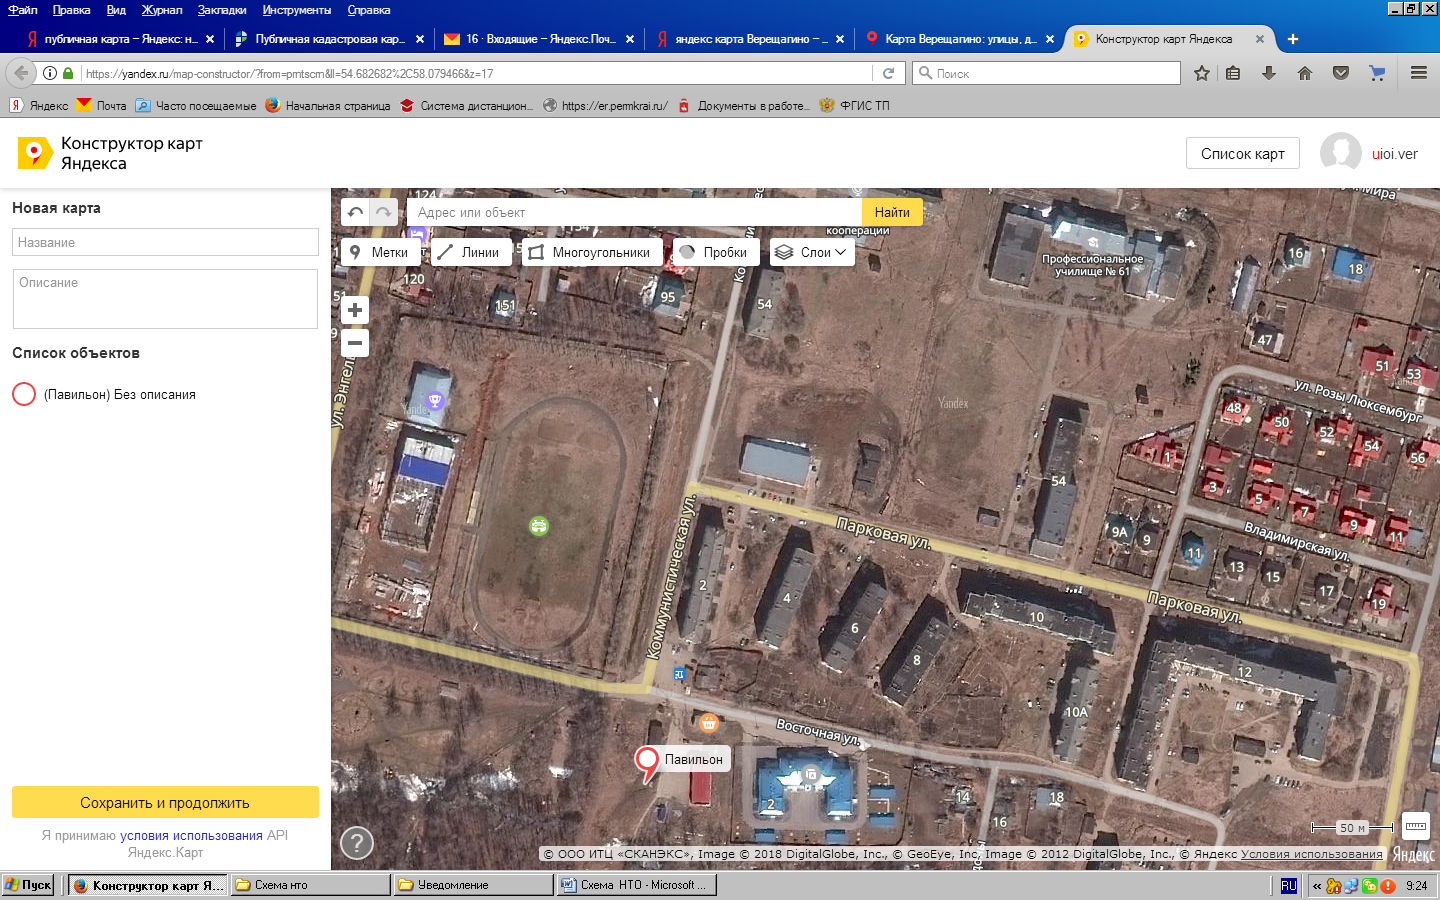 Файл Правка Вид Журнал Закладки Инструменты Справка
публичная карта – Яндекс: н...
Публичная кадастровая кар...
16 · Входящие – Яндекс.Поч...
яндекс карта Верещагино – ...
Карта Верещагино: улицы, д...
Конструктор карт Яндекса
https://yandex.ru/map-constructor/?from=prntscrn&ll=54.682682%2C58.079466&z=17
Поиск
Яндекс Почта Часто посещаемые Начальная страница Система дистанцион... https://er.permkrai.ru/ Документы в работе... ФГИС ТП
Конструктор карт
Яндекса
Список карт
uioi.ver
Новая карта
Название
Описание
Список объектов
(Павильон) Без описания
Сохранить и продолжить
Я принимаю условия использования API
Яндекс.Карт
Адрес или объект
Найти
Метки
Линии
Многоугольники
Пробки
Слои
124
кооперации
Профессиональное
училище № 61
120
151
95
54
16
18
47
51
53
ул. Розы Люксембург
48
50
52
54
56
1
3
5
7
9
11
Yandex
Yandex
54
Парковая ул.
Коммунистическая ул.
9А
9
Владимирская ул.
11
13
15
17
19
2
4
6
8
10
Парковая ул.
12
10А
Восточная ул.
Павильон
2
14
18
16
50 м
© ООО ИТЦ «СКАНЭКС», Image © 2018 DigitalGlobe, Inc., © GeoEye, Inc, Image © 2012 DigitalGlobe, Inc., © Яндекс Условия использования
Яндекс
?
Пуск
Конструктор карт Я...
Схема нто
Уведомление
Схема НТО - Microsoft ...
RU
«
9:24